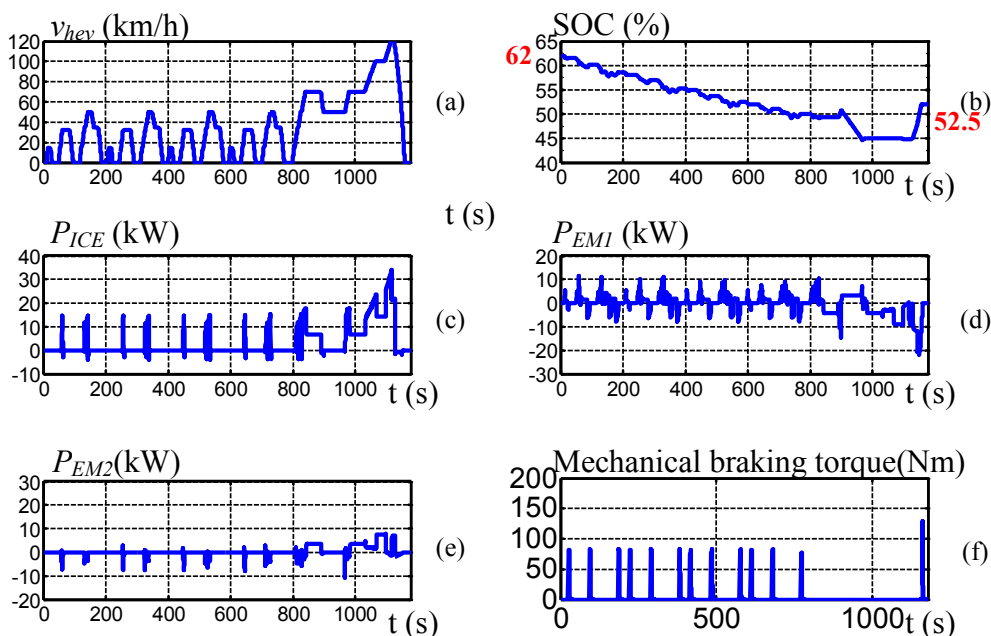 v_hev (km/h)
120
100
80
60
40
20
0
0 200 400 600 800 1000
t (s)
(a)
SOC (%)
62
65
60
55
50
45
40
0 200 400 600 800 1000
t (s)
(b)
52.5
P_ICE (kW)
40
30
20
10
0
-10
0 200 400 600 800 1000
t (s)
(c)
P_EM1 (kW)
20
10
0
-10
-20
-30
0 200 400 600 800 1000
t (s)
(d)
P_EM2(kW)
30
20
10
0
-10
-20
0 200 400 600 800 1000
t (s)
(e)
Mechanical braking torque(Nm)
200
150
100
50
0
0 500 1000
t (s)
(f)